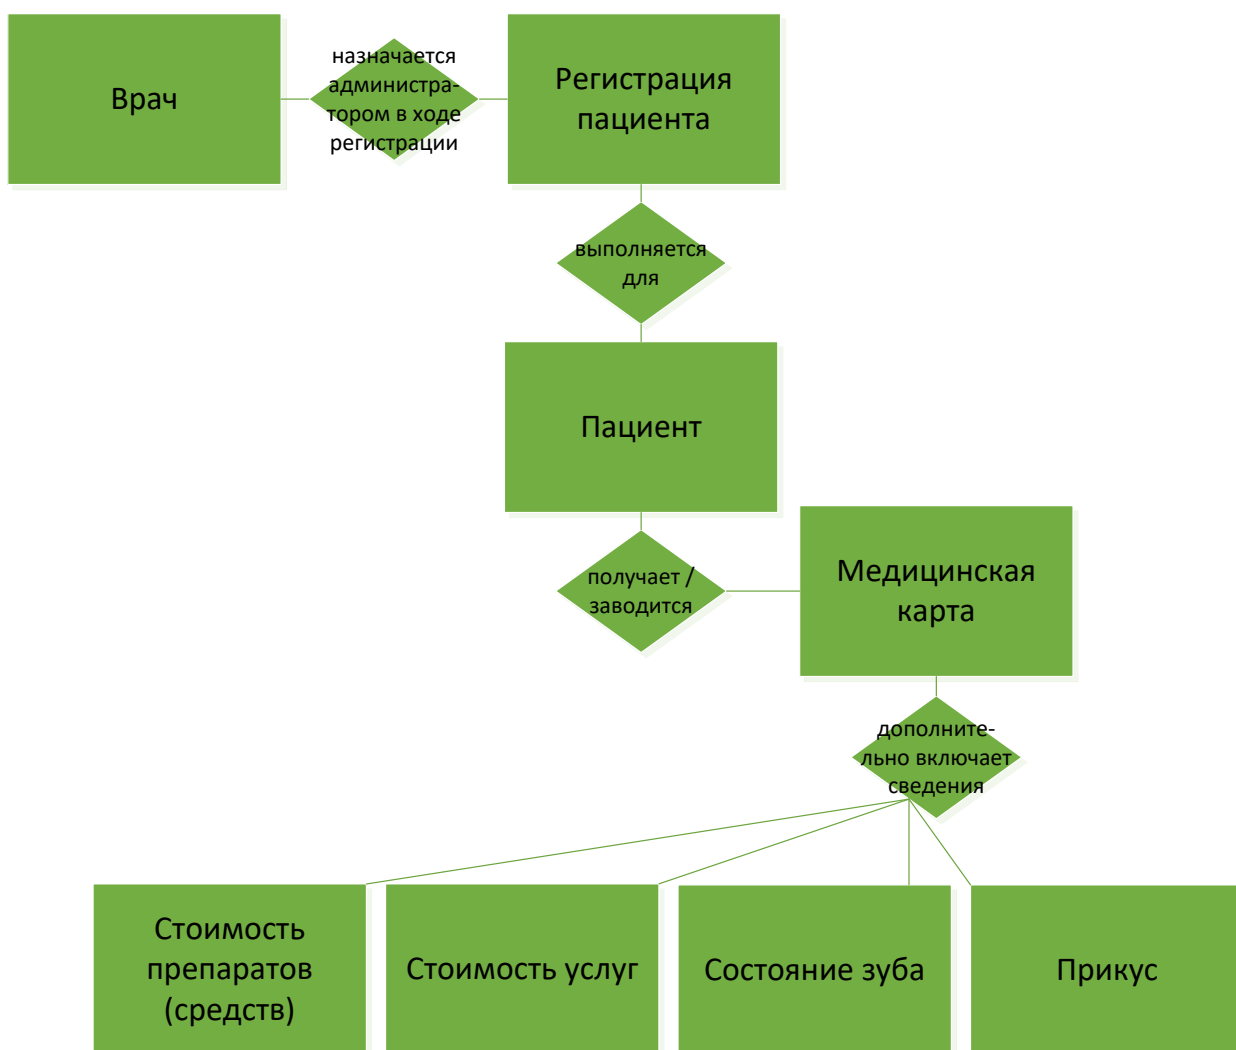 Врач
назначается
администра-
тором в ходе
регистрации
Регистрация
пациента
выполняется
для
Пациент
получает /
заводится
Медицинская
карта
дополните-
льно включает
сведения
Стоимость
препаратов
(средств)
Стоимость услуг
Состояние зуба
Прикус